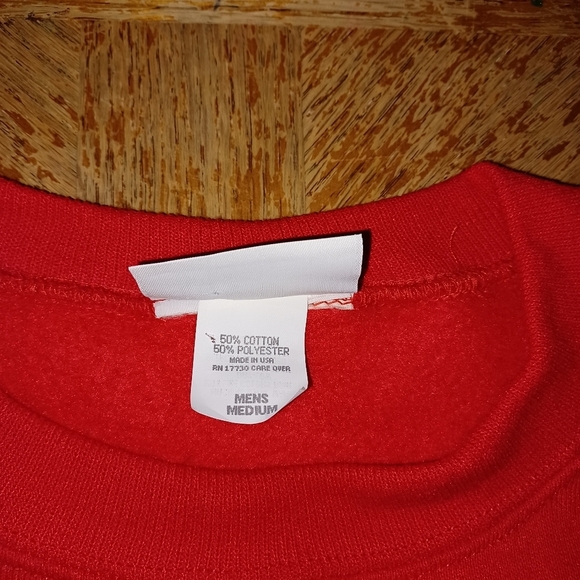 50% COTTON
50% POLYESTER
MADE IN USA
RN 17730 CARE OVER
MENS
MEDIUM